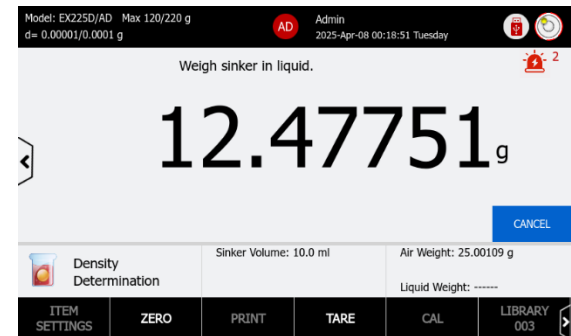 Model: EX225D/AD Max 120/220 g
d= 0.00001/0.0001 g
AD
Admin
2025-Apr-08 00:18:51 Tuesday
Weigh sinker in liquid.
2
12.47751 g
CANCEL
Density
Determination
Sinker Volume: 10.0 ml
Air Weight: 25.00109 g
Liquid Weight: ------
ITEM
SETTINGS
ZERO
PRINT
TARE
CAL
LIBRARY
003